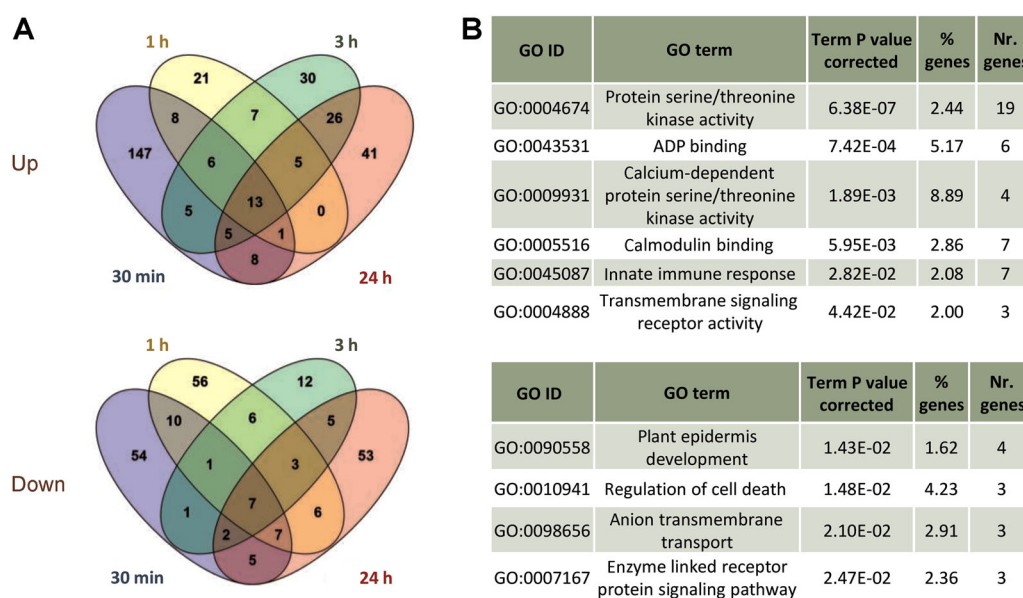 A
1 h
3 h
21
30
8
7
26
147
6
5
41
5
13
0
5
1
8
Up
30 min
24 h
1 h
3 h
56
12
10
6
5
54
1
3
53
1
7
6
2
7
5
Down
30 min
24 h
B
GO ID
GO term
Term P value
corrected
%
genes
Nr.
genes
GO:0004674
Protein serine/threonine
kinase activity
6.38E-07
2.44
19
GO:0043531
ADP binding
7.42E-04
5.17
6
GO:0009931
Calcium-dependent
protein serine/threonine
kinase activity
1.89E-03
8.89
4
GO:0005516
Calmodulin binding
5.95E-03
2.86
7
GO:0045087
Innate immune response
2.82E-02
2.08
7
GO:0004888
Transmembrane signaling
receptor activity
4.42E-02
2.00
3
GO ID
GO term
Term P value
corrected
%
genes
Nr.
genes
GO:0090558
Plant epidermis
development
1.43E-02
1.62
4
GO:0010941
Regulation of cell death
1.48E-02
4.23
3
GO:0098656
Anion transmembrane
transport
2.10E-02
2.91
3
GO:0007167
Enzyme linked receptor
protein signaling pathway
2.47E-02
2.36
3